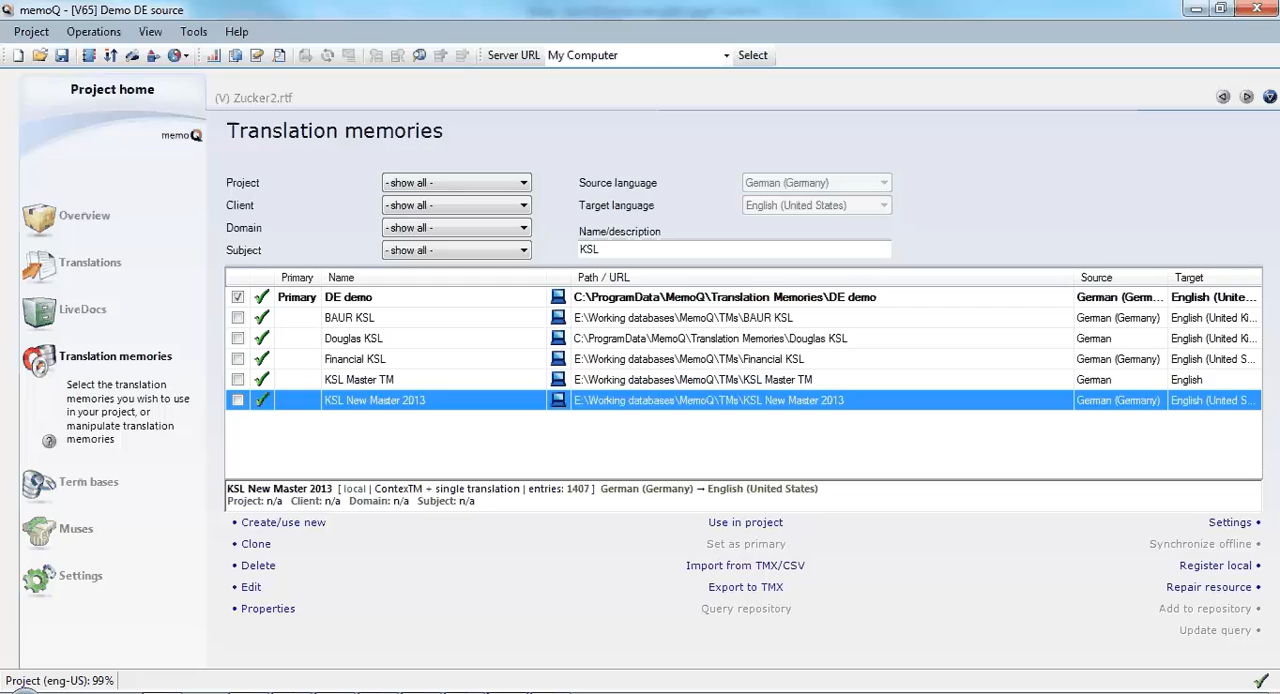 memoQ - [V65] Demo DE source
Project Operations View Tools Help
Server URL My Computer Select
Project home
(V) Zucker2.rtf
memoQ
Translation memories
Project - show all - Source language German (Germany)
Client - show all - Target language English (United States)
Domain - show all - Name/description
Subject - show all - KSL
Overview
Translations
LiveDocs
Translation memories
Select the translation
memories you wish to use
in your project, or
manipulate translation
memories
Term bases
Muses
Settings
Primary Name Path / URL Source Target
Primary DE demo C:\ProgramData\MemoQ\Translation Memories\DE demo German (Germ... English (Unite...
BAUR KSL E:\Working databases\MemoQ\TMs\BAUR KSL German (Germany) English (United Ki...
Douglas KSL C:\ProgramData\MemoQ\Translation Memories\Douglas KSL German English (United Ki...
Financial KSL E:\Working databases\MemoQ\TMs\Financial KSL German (Germany) English (United S...
KSL Master TM E:\Working databases\MemoQ\TMs\KSL Master TM German English
KSL New Master 2013 E:\Working databases\MemoQ\TMs\KSL New Master 2013 German (Germany) English (United S...
KSL New Master 2013 [ local | ContexTM + single translation | entries: 1407 ] German (Germany) → English (United States)
Project: n/a Client: n/a Domain: n/a Subject: n/a
• Create/use new Use in project Settings •
• Clone Set as primary Synchronize offline •
• Delete Import from TMX/CSV Register local •
• Edit Export to TMX Repair resource •
• Properties Query repository Add to repository •
Update query •
Project (eng-US): 99%